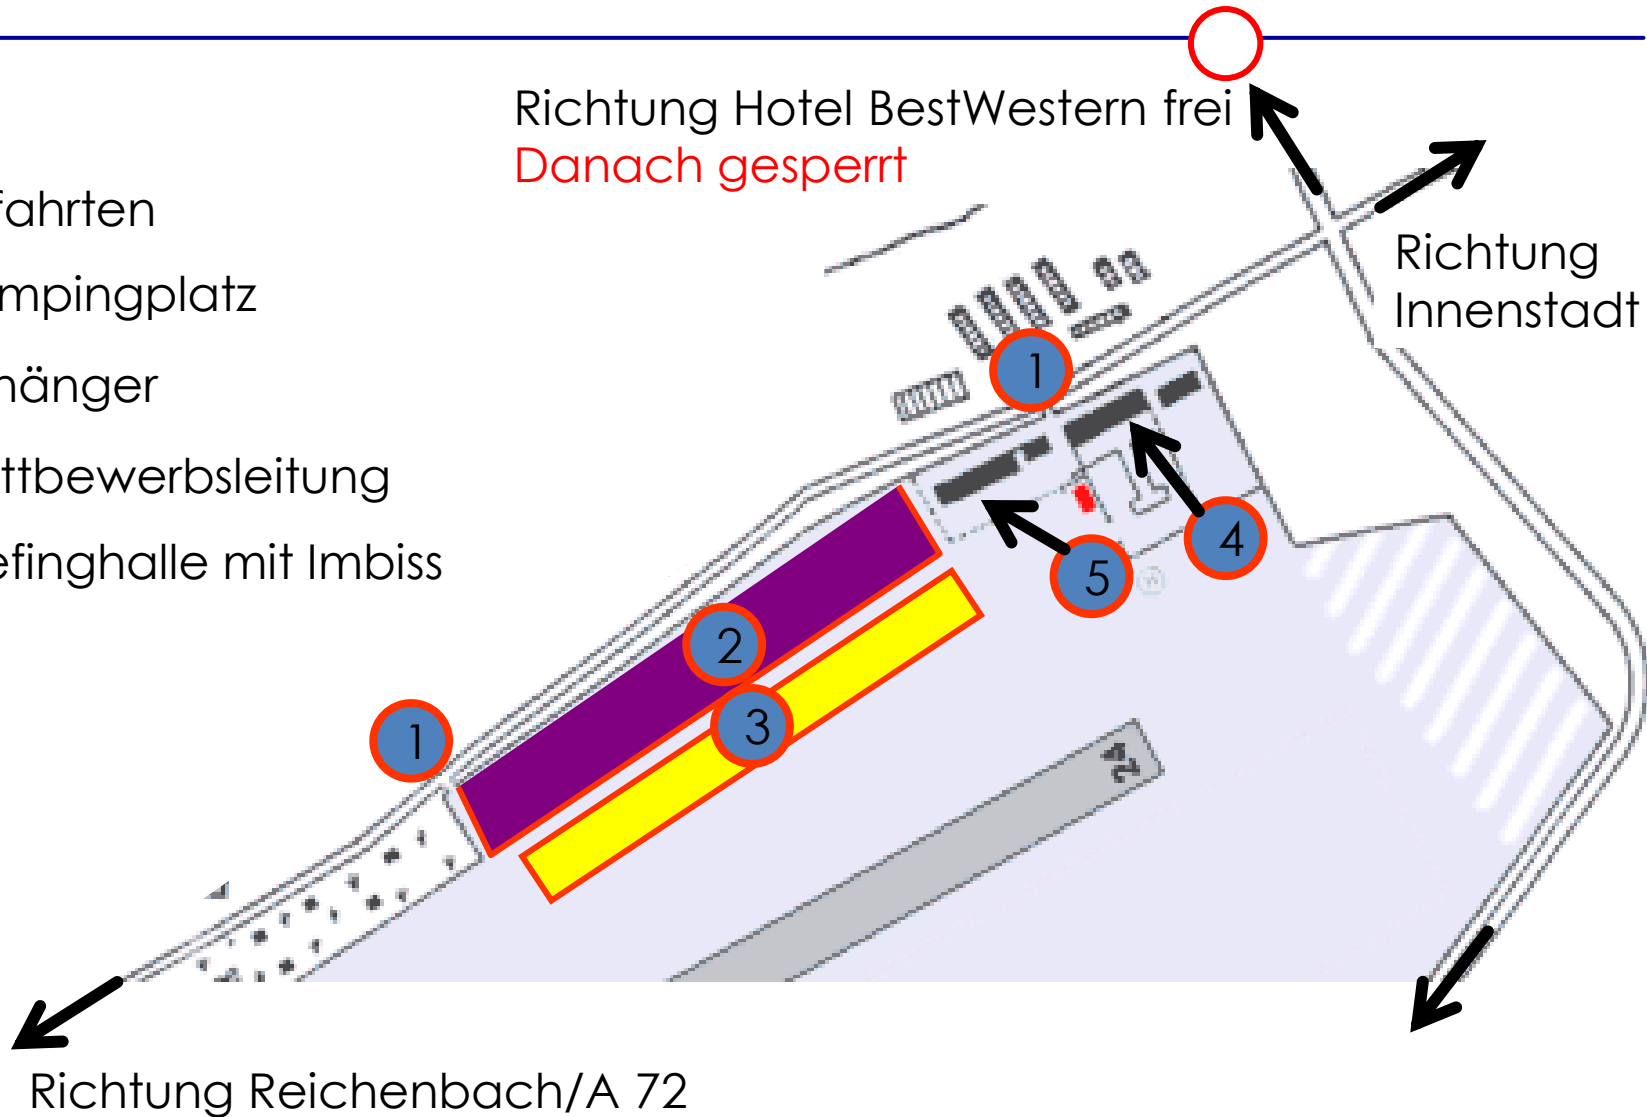 Richtung Hotel BestWestern frei
Danach gesperrt
fahrten
mpingplatz
hänger
ttbewerbsleitung
efinghalle mit Imbiss
Richtung
Innenstadt
1
4
5
2
3
1
24
Richtung Reichenbach/A 72